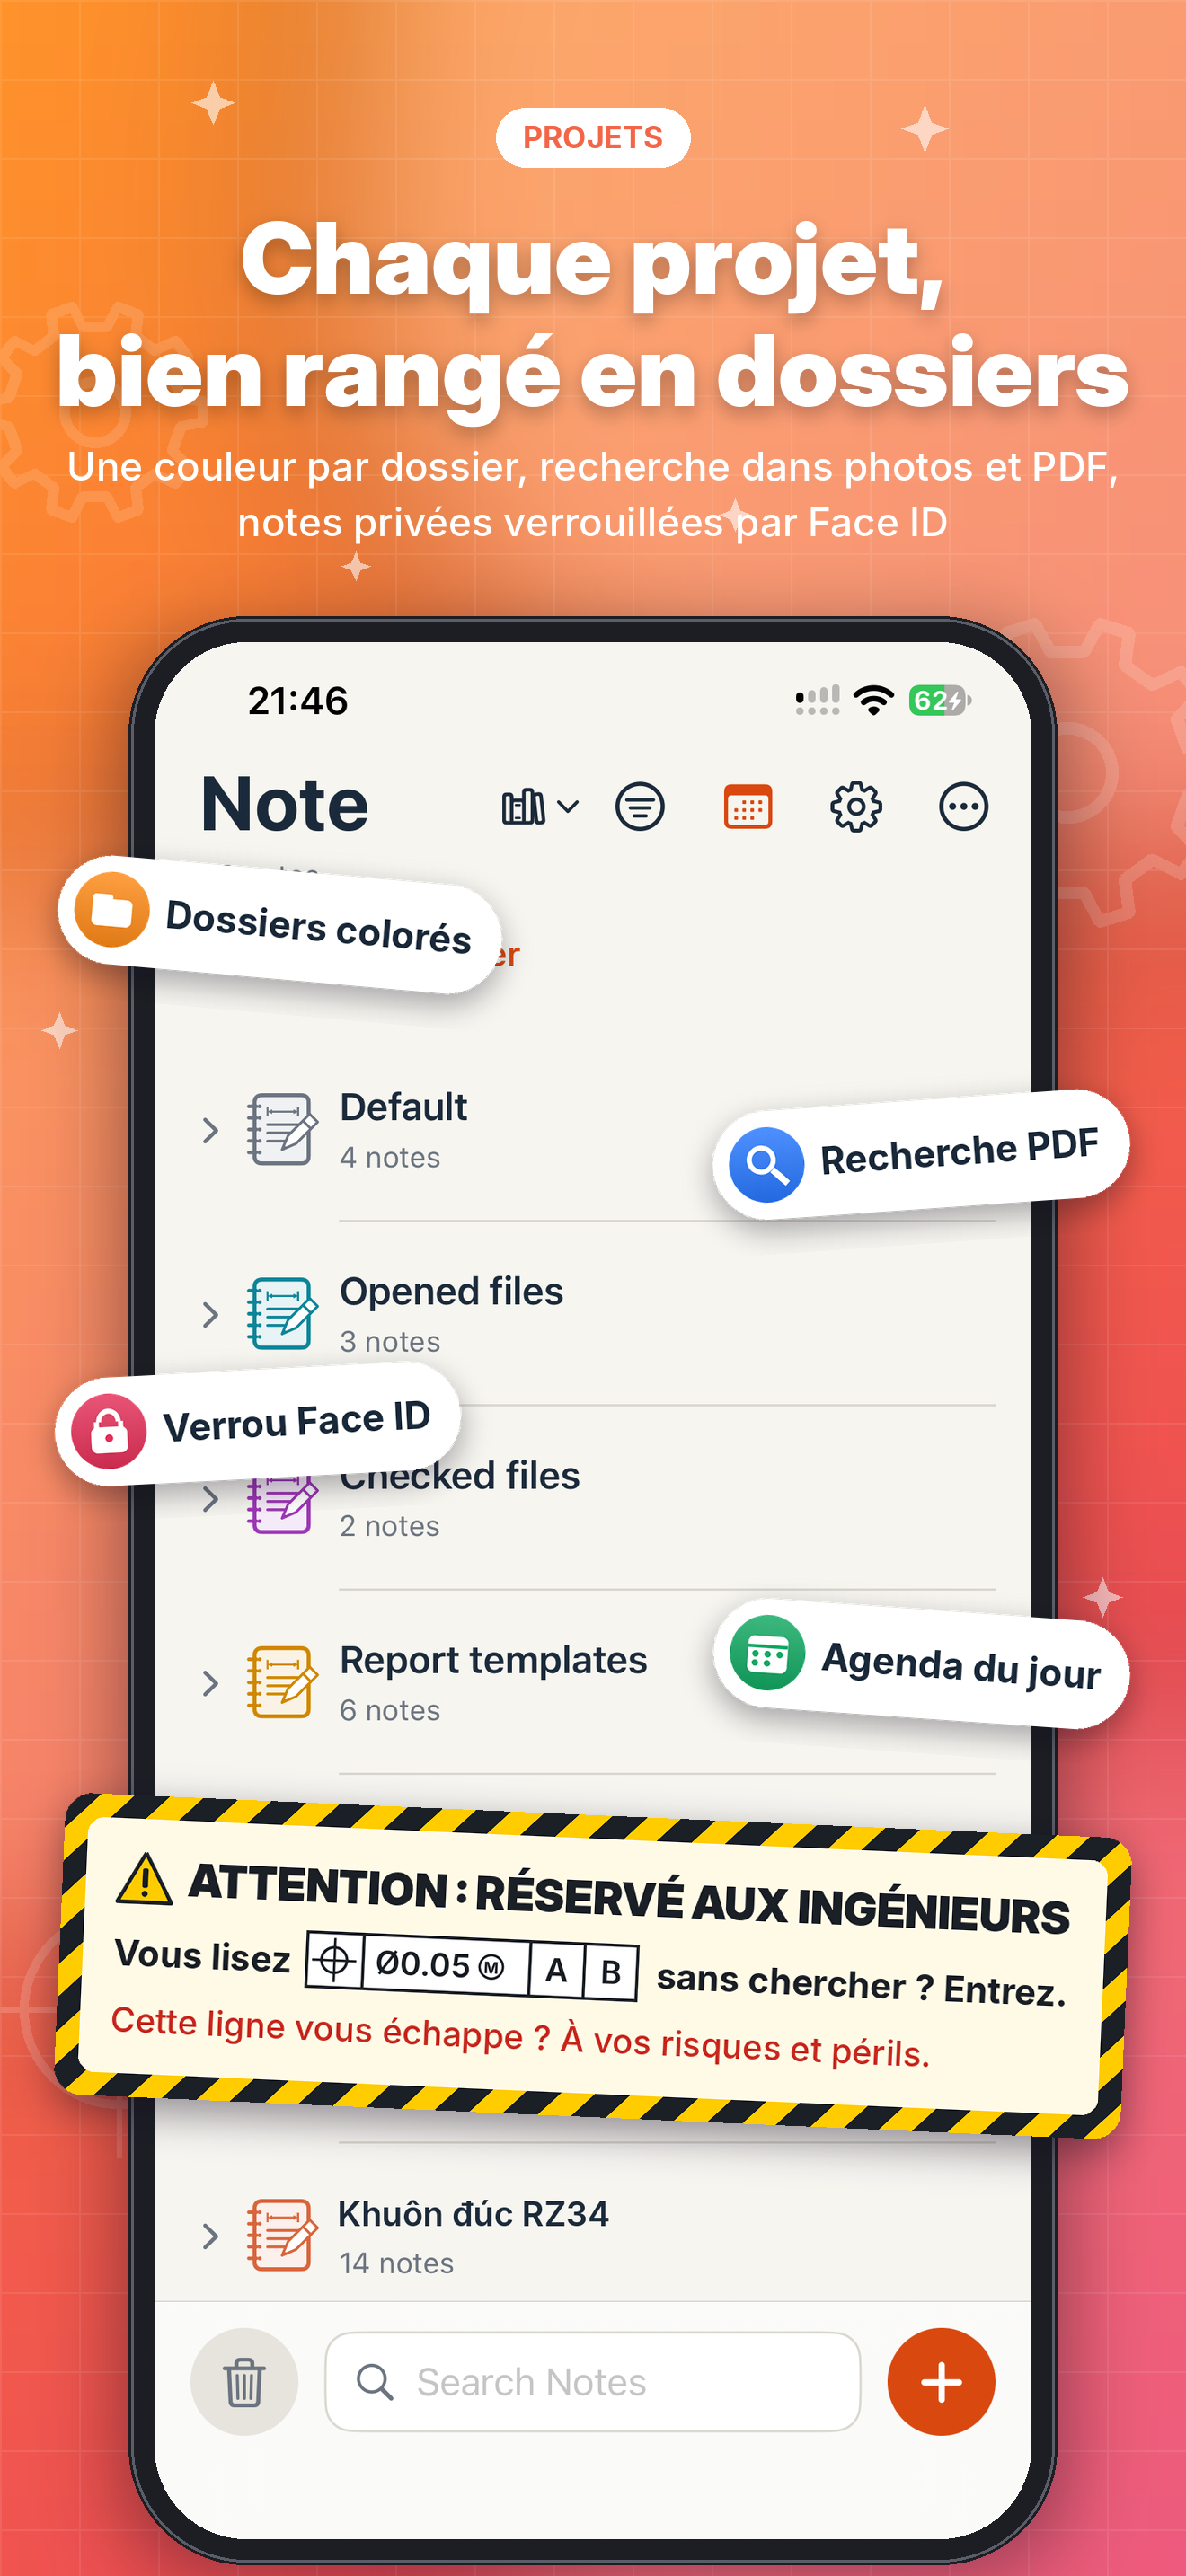 PROJETS
Chaque projet,
bien rangé en dossiers
Une couleur par dossier, recherche dans photos et PDF,
notes privées verrouillées par Face ID
21:46
62
Note
Dossiers colorés
Default
4 notes
Recherche PDF
Opened files
3 notes
Verrou Face ID
Checked files
2 notes
Report templates
6 notes
Agenda du jour
ATTENTION : RÉSERVÉ AUX INGÉNIEURS
Vous lisez ⌖ Ø0.05 Ⓜ A B sans chercher ? Entrez.
Cette ligne vous échappe ? À vos risques et périls.
Khuôn đúc RZ34
14 notes
Search Notes